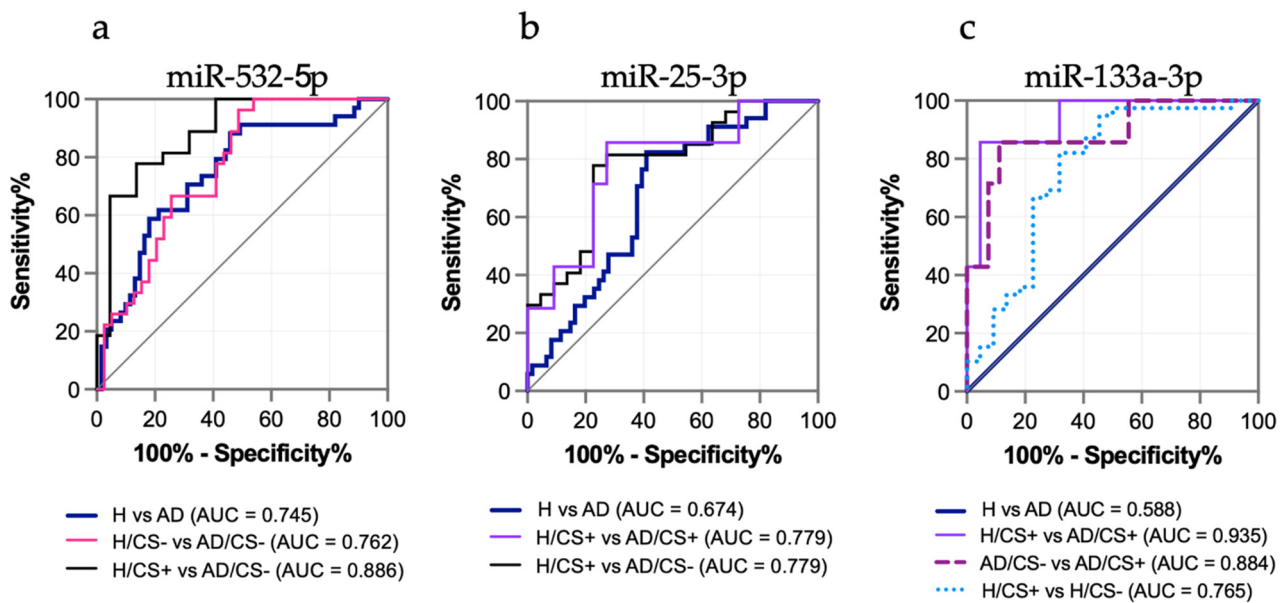 a
miR-532-5p
100
80
60
40
20
0
Sensitivity%
0 20 40 60 80 100
100% - Specificity%
H vs AD (AUC = 0.745)
H/CS- vs AD/CS- (AUC = 0.762)
H/CS+ vs AD/CS- (AUC = 0.886)
b
miR-25-3p
100
80
60
40
20
0
Sensitivity%
0 20 40 60 80 100
100% - Specificity%
H vs AD (AUC = 0.674)
H/CS+ vs AD/CS+ (AUC = 0.779)
H/CS+ vs AD/CS- (AUC = 0.779)
c
miR-133a-3p
100
80
60
40
20
0
Sensitivity%
0 20 40 60 80 100
100% - Specificity%
H vs AD (AUC = 0.588)
H/CS+ vs AD/CS+ (AUC = 0.935)
AD/CS- vs AD/CS+ (AUC = 0.884)
H/CS+ vs H/CS- (AUC = 0.765)